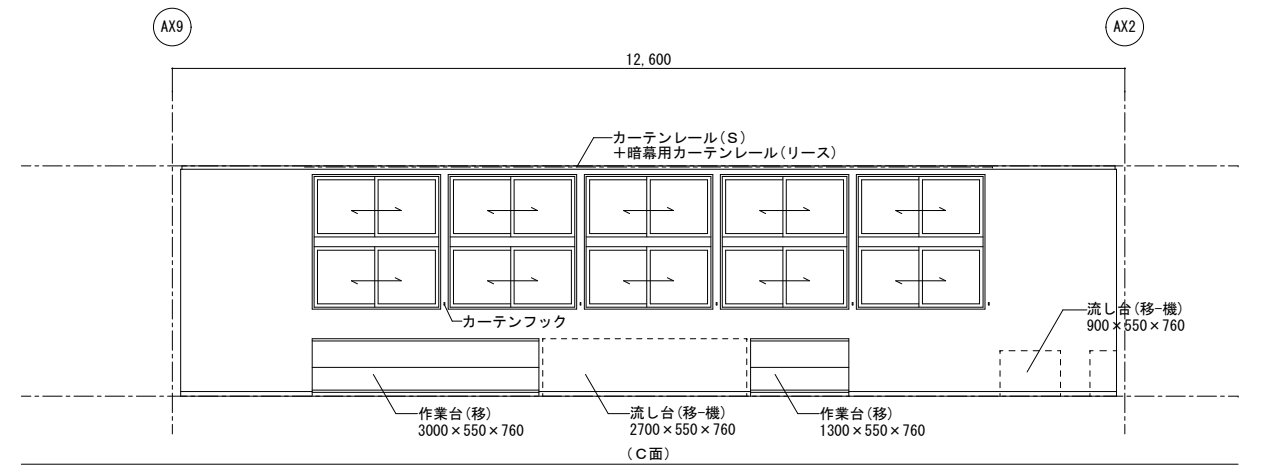 AX9
AX2
12,600
カーテンレール(S)
+暗幕用カーテンレール(リース)
カーテンフック
流し台(移-機)
900×550×760
作業台(移)
3000×550×760
流し台(移-機)
2700×550×760
作業台(移)
1300×550×760
(C面)